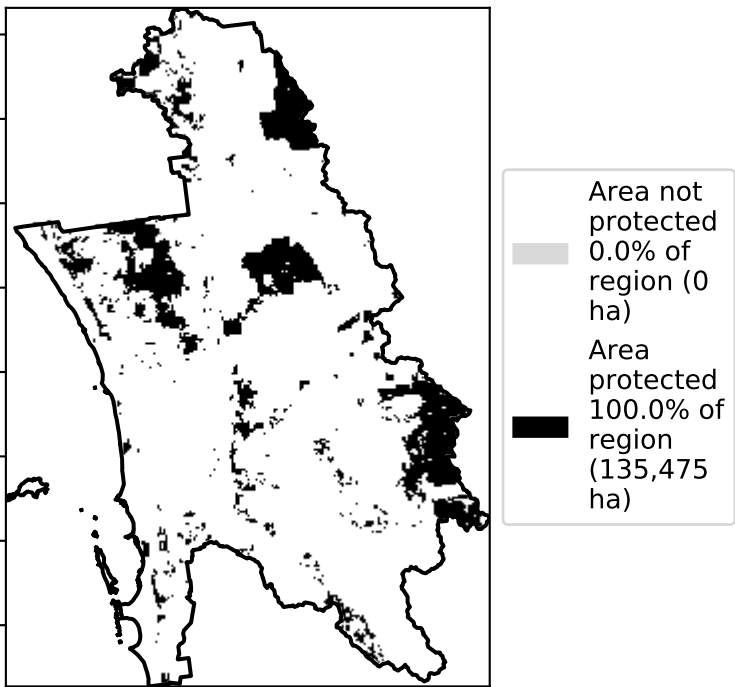 Area not
protected
0.0% of
region (0
ha)
Area
protected
100.0% of
region
(135,475
ha)